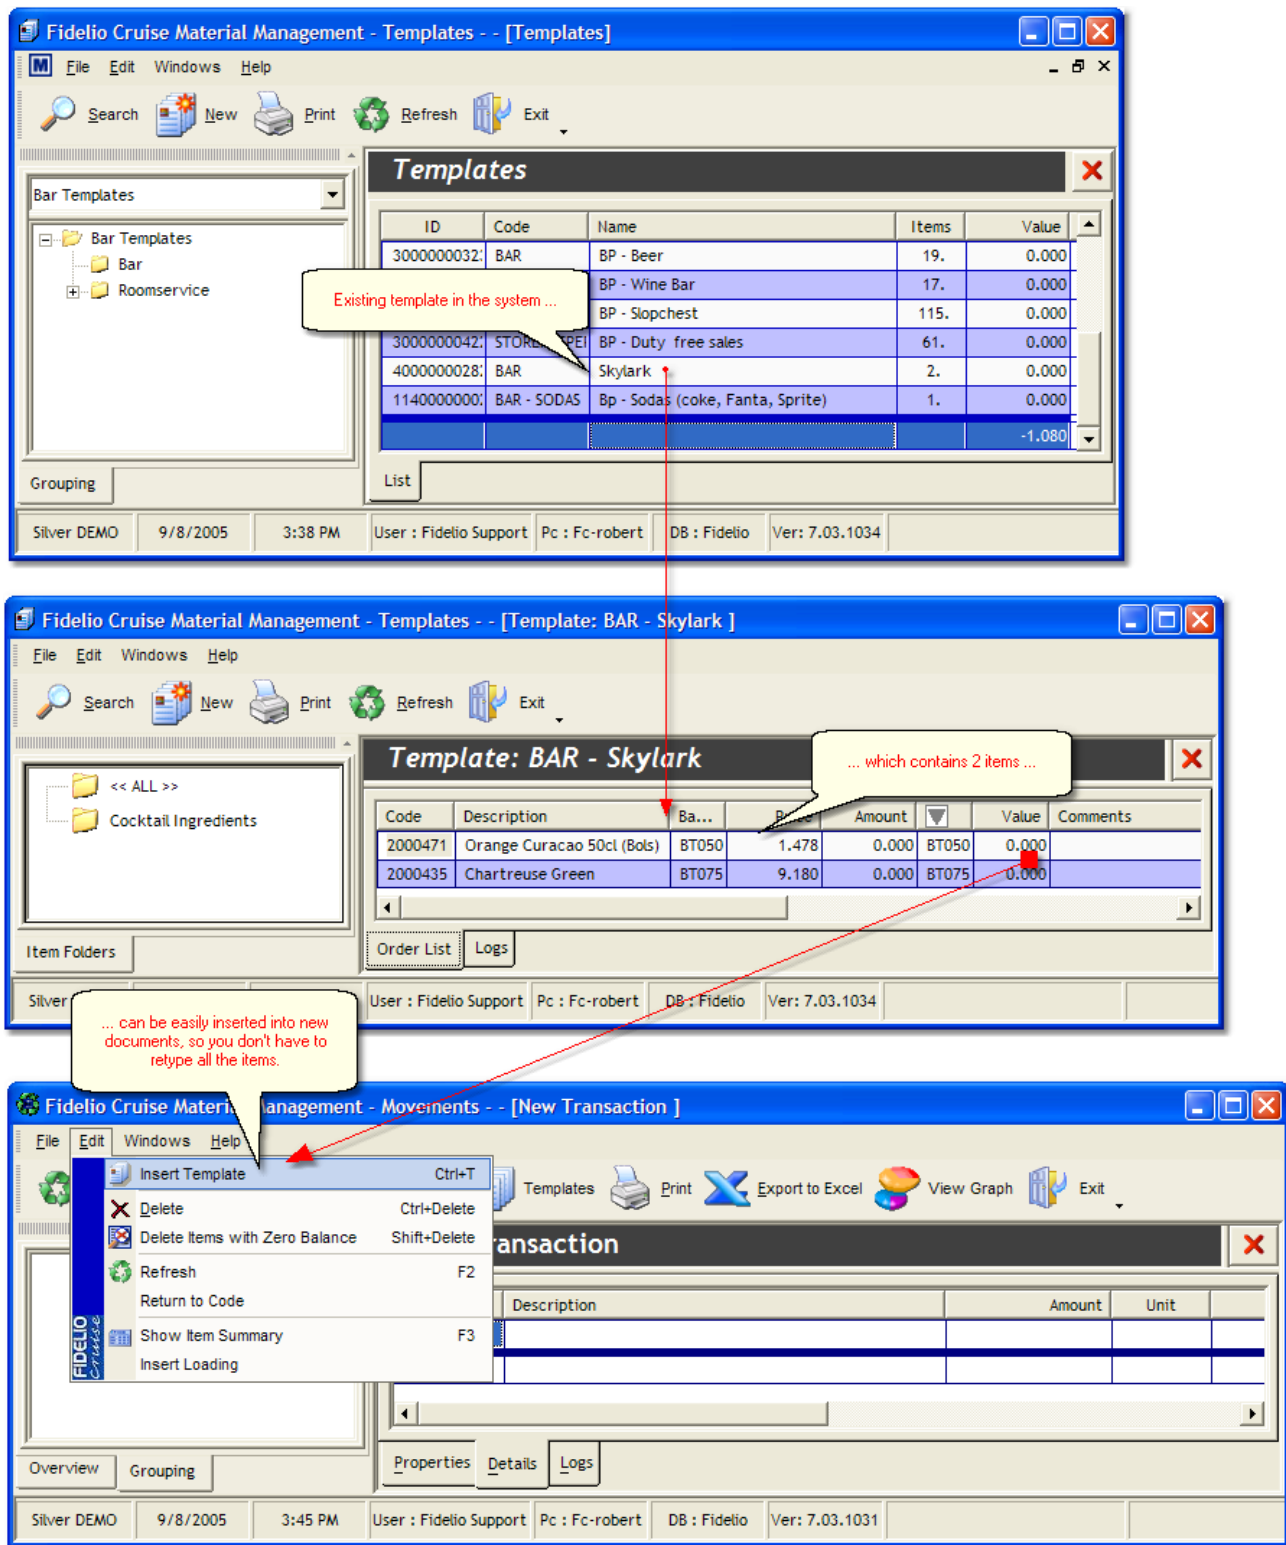 Fidelio Cruise Material Management - Templates - - [Templates]
File Edit Windows Help
Search New Print Refresh Exit
Templates
Bar Templates
Bar Templates
Bar
Roomservice
Grouping
ID Code Name Items Value
3000000032: BAR BP - Beer 19. 0.000
BP - Wine Bar 17. 0.000
BP - Slopchest 115. 0.000
3000000042: BP - Duty free sales 61. 0.000
4000000028: BAR Skylark 2. 0.000
1140000000: BAR - SODAS Bp - Sodas (coke, Fanta, Sprite) 1. 0.000
-1.080
List
Existing template in the system ...
Silver DEMO 9/8/2005 3:38 PM User : Fidelio Support Pc : Fc-robert DB : Fidelio Ver: 7.03.1034
Fidelio Cruise Material Management - Templates - - [Template: BAR - Skylark ]
File Edit Windows Help
Search New Print Refresh Exit
Template: BAR - Skylark
... which contains 2 items ...
<< ALL >>
Cocktail Ingredients
Item Folders
Code Description Ba... Amount Value Comments
2000471 Orange Curacao 50cl (Bols) BT050 1.478 0.000 BT050 0.000
2000435 Chartreuse Green BT075 9.180 0.000 BT075 0.000
Order List Logs
Silver User : Fidelio Support Pc : Fc-robert DB : Fidelio Ver: 7.03.1034
... can be easily inserted into new
documents, so you don't have to
retype all the items.
Fidelio Cruise Material Management - Movements - - [New Transaction ]
File Edit Windows Help
Insert Template Ctrl+T
Delete Ctrl+Delete
Delete Items with Zero Balance Shift+Delete
Refresh F2
Return to Code
Show Item Summary F3
Insert Loading
FIDELIO
Cruise
Templates Print Export to Excel View Graph Exit
ansaction
Description Amount Unit
Overview Grouping
Properties Details Logs
Silver DEMO 9/8/2005 3:45 PM User : Fidelio Support Pc : Fc-robert DB : Fidelio Ver: 7.03.1031